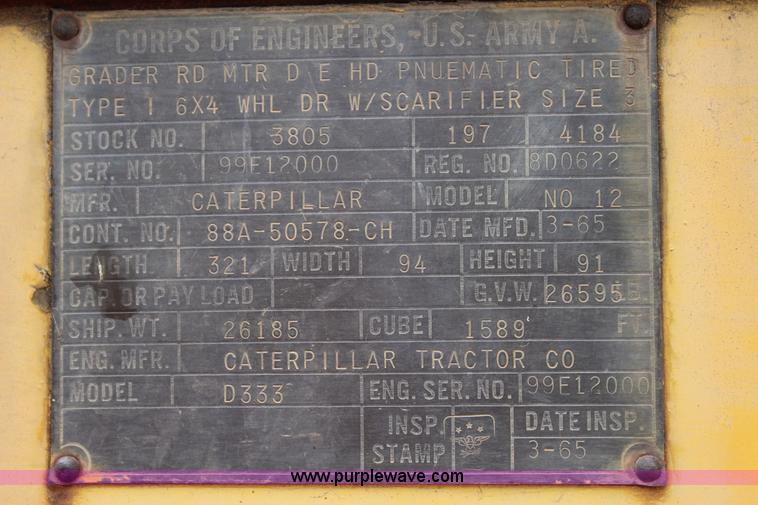 CORPS OF ENGINEERS, U.S. ARMY A.
GRADER RD MTR D E HD PNUEMATIC TIRED
TYPE I 6X4 WHL DR W/SCARIFIER SIZE 3
STOCK NO. 3805 197 4184
SER. NO. 99E12000 REG. NO. 8D0622
MFR. CATERPILLAR MODEL NO 12
CONT. NO. 88A-50578-CH DATE MFD. 3-65
LENGTH 321 WIDTH 94 HEIGHT 91
CAP. OR PAY LOAD G.V.W. 26595 LB.
SHIP. WT. 26185 CUBE 1589 FT.
ENG. MFR. CATERPILLAR TRACTOR CO
MODEL D333 ENG. SER. NO. 99E12000
INSP. STAMP DATE INSP. 3-65
www.purplewave.com